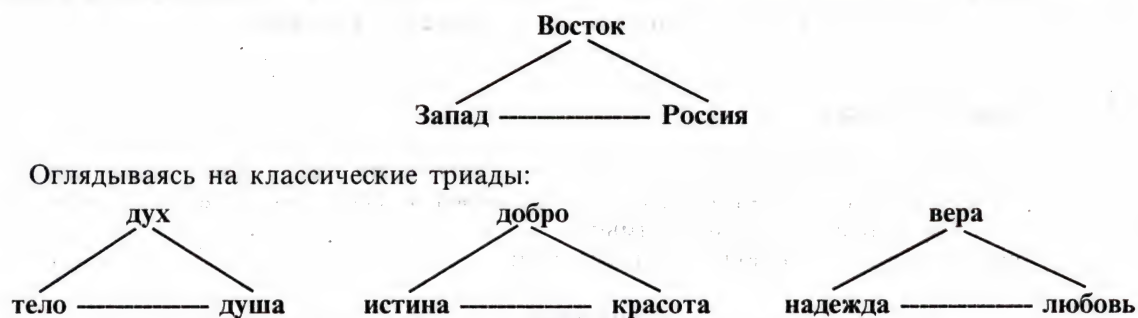 Восток
Запад Россия
Оглядываясь на классические триады:
дух добро вера
тело душа истина красота надежда любовь